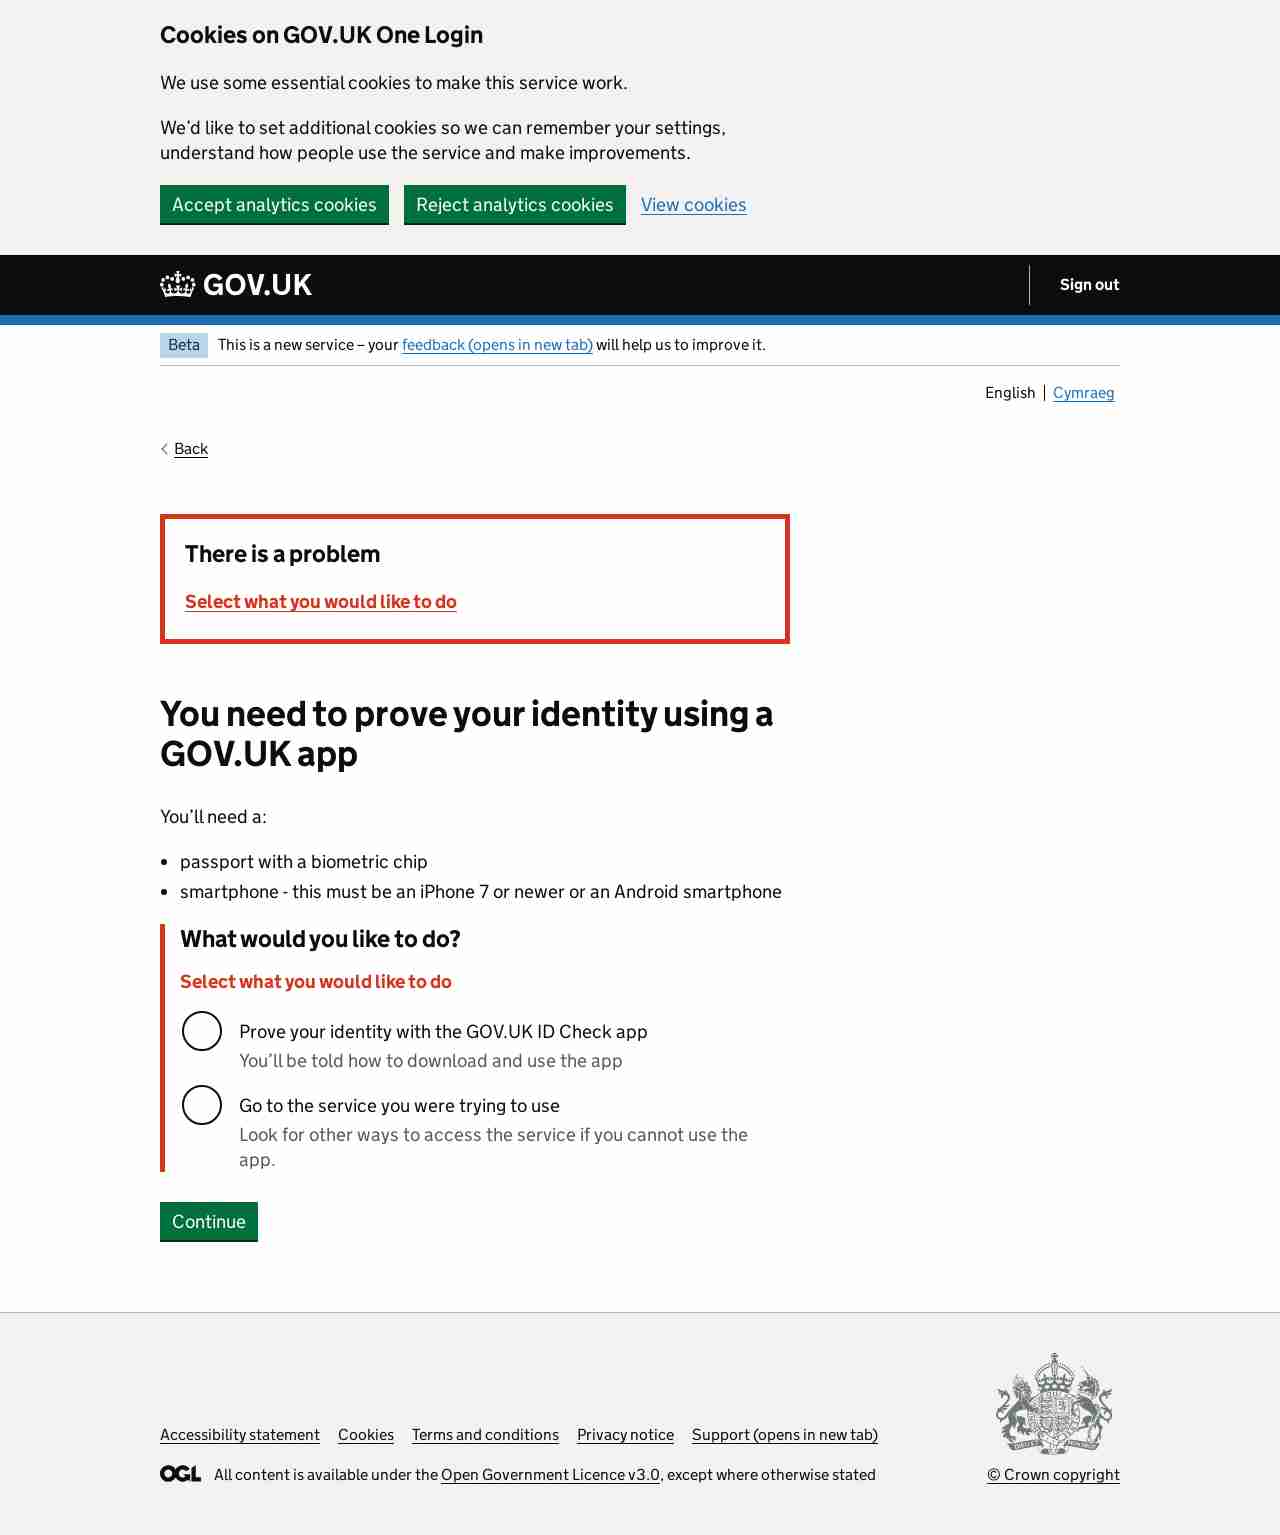 Cookies on GOV.UK One Login
We use some essential cookies to make this service work.
We’d like to set additional cookies so we can remember your settings,
understand how people use the service and make improvements.
Accept analytics cookies Reject analytics cookies View cookies
GOV.UK Sign out
Beta This is a new service – your feedback (opens in new tab) will help us to improve it.
English Cymraeg
Back
There is a problem
Select what you would like to do
You need to prove your identity using a
GOV.UK app
You’ll need a:
• passport with a biometric chip
• smartphone - this must be an iPhone 7 or newer or an Android smartphone
What would you like to do?
Select what you would like to do
Prove your identity with the GOV.UK ID Check app
You’ll be told how to download and use the app
Go to the service you were trying to use
Look for other ways to access the service if you cannot use the
app.
Continue
Accessibility statement Cookies Terms and conditions Privacy notice Support (opens in new tab)
OGL All content is available under the Open Government Licence v3.0, except where otherwise stated
© Crown copyright